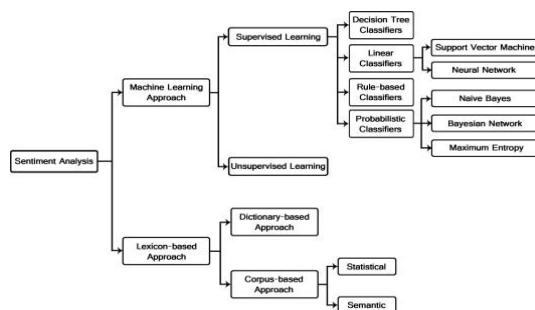 Decision Tree
Classifiers
Supervised Learning
Linear
Classifiers
Support Vector Machine
Neural Network
Machine Learning
Approach
Rule-based
Classifiers
Naive Bayes
Probabilistic
Classifiers
Bayesian Network
Maximum Entropy
Sentiment Analysis
Unsupervised Learning
Dictionary-based
Approach
Lexicon-based
Approach
Statistical
Corpus-based
Approach
Semantic